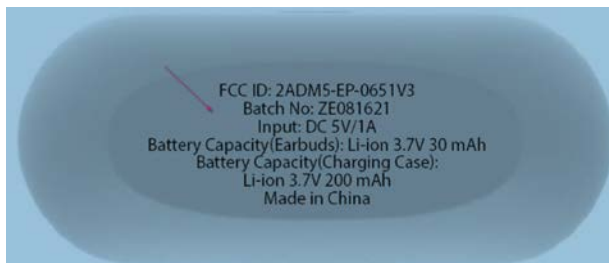 FCC ID: 2ADM5-EP-0651V3
Batch No: ZE081621
Input: DC 5V/1A
Battery Capacity(Earbuds): Li-ion 3.7V 30 mAh
Battery Capacity(Charging Case):
Li-ion 3.7V 200 mAh
Made in China